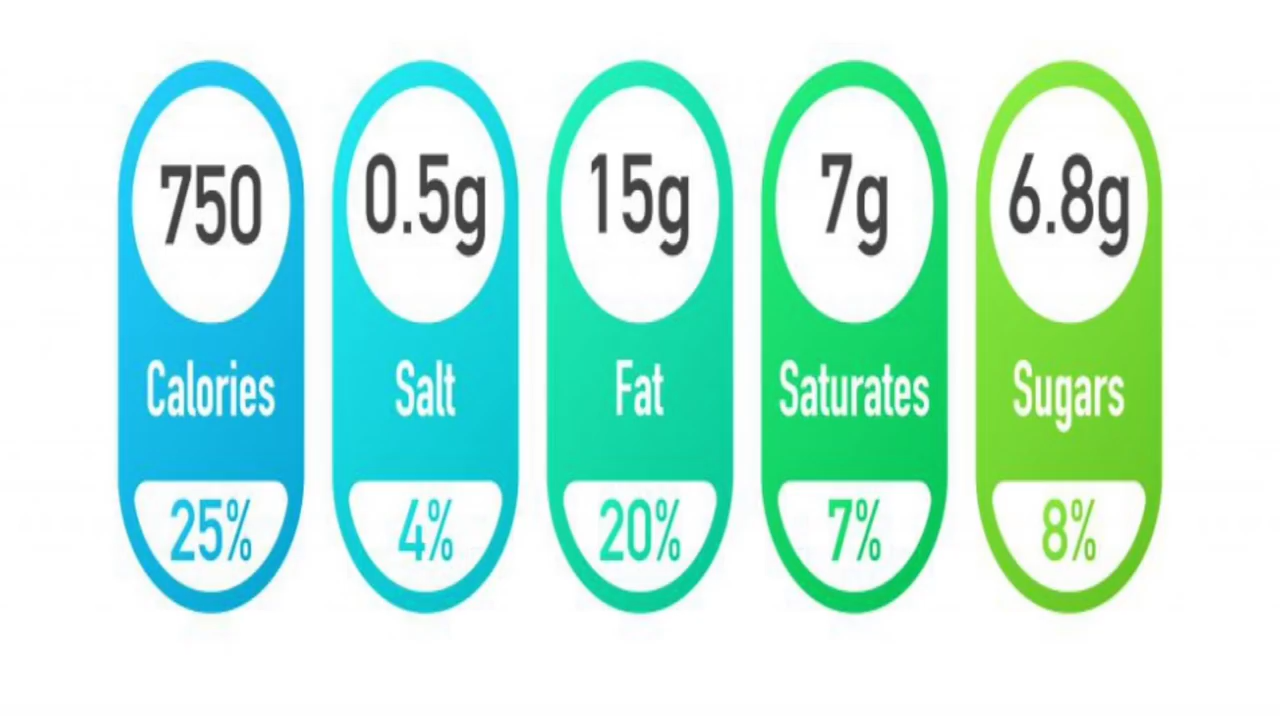 750
Calories
25%
0.5g
Salt
4%
15g
Fat
20%
7g
Saturates
7%
6.8g
Sugars
8%